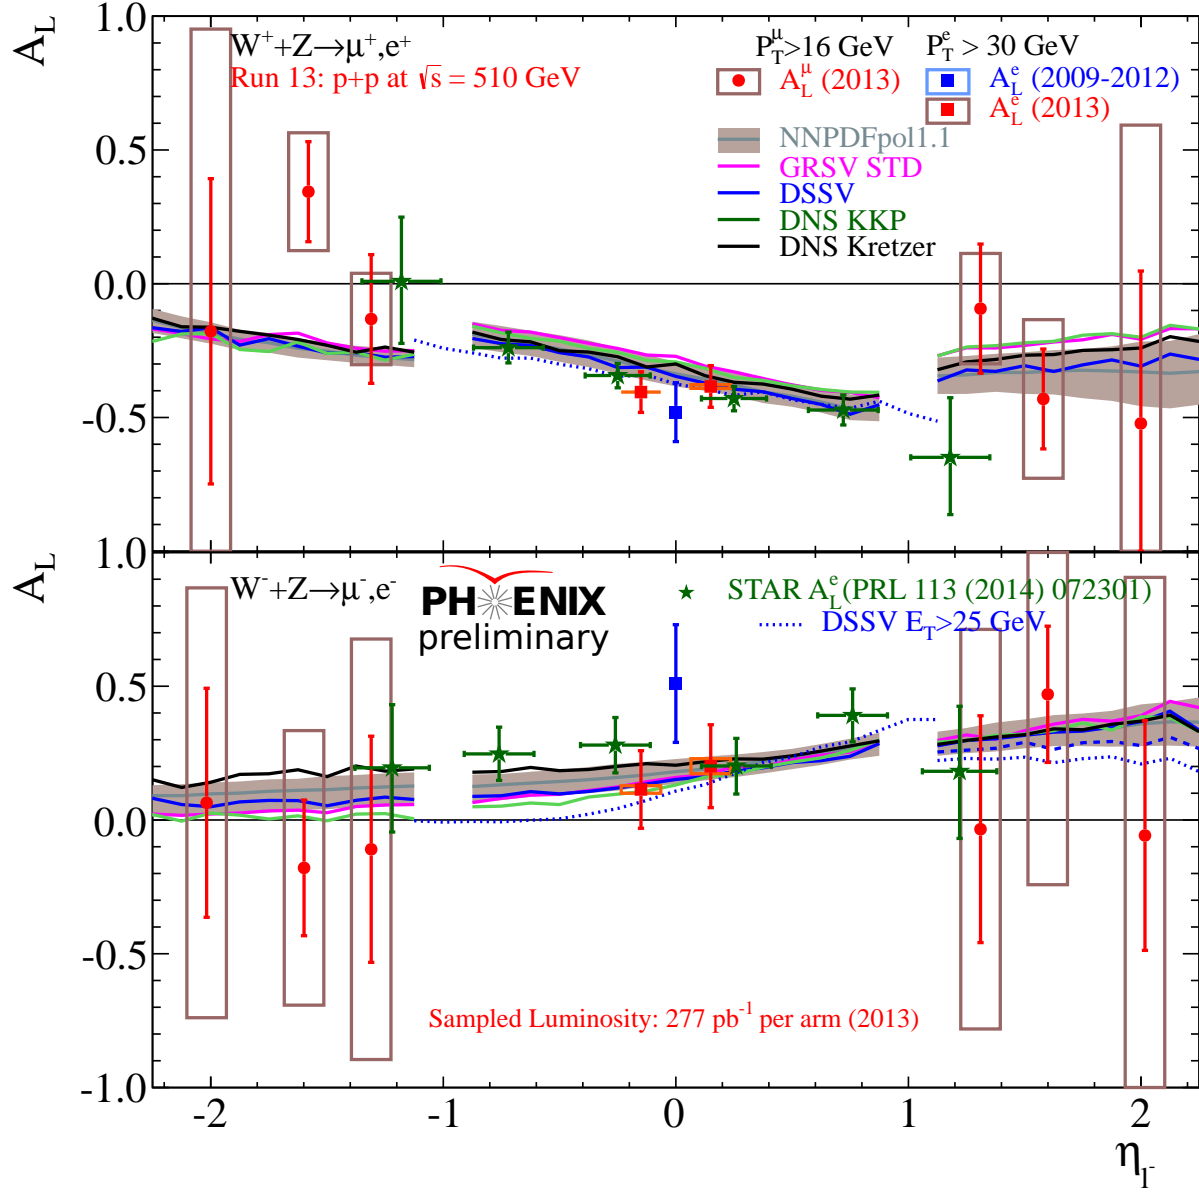 A_L
1.0
W⁺+Z→μ⁺,e⁺
P_T^μ>16 GeV
P_T^e > 30 GeV
Run 13: p+p at √s = 510 GeV
A_L^μ (2013)
A_L^e (2009-2012)
A_L^e (2013)
0.5
NNPDFpol1.1
GRSV STD
DSSV
DNS KKP
DNS Kretzer
0.0
-0.5
A_L
1.0
W⁻+Z→μ⁻,e⁻
PHENIX
preliminary
STAR A_L^e(PRL 113 (2014) 072301)
DSSV E_T>25 GeV
0.5
0.0
-0.5
Sampled Luminosity: 277 pb⁻¹ per arm (2013)
-1.0
-2
-1
0
1
2
η_l⁻